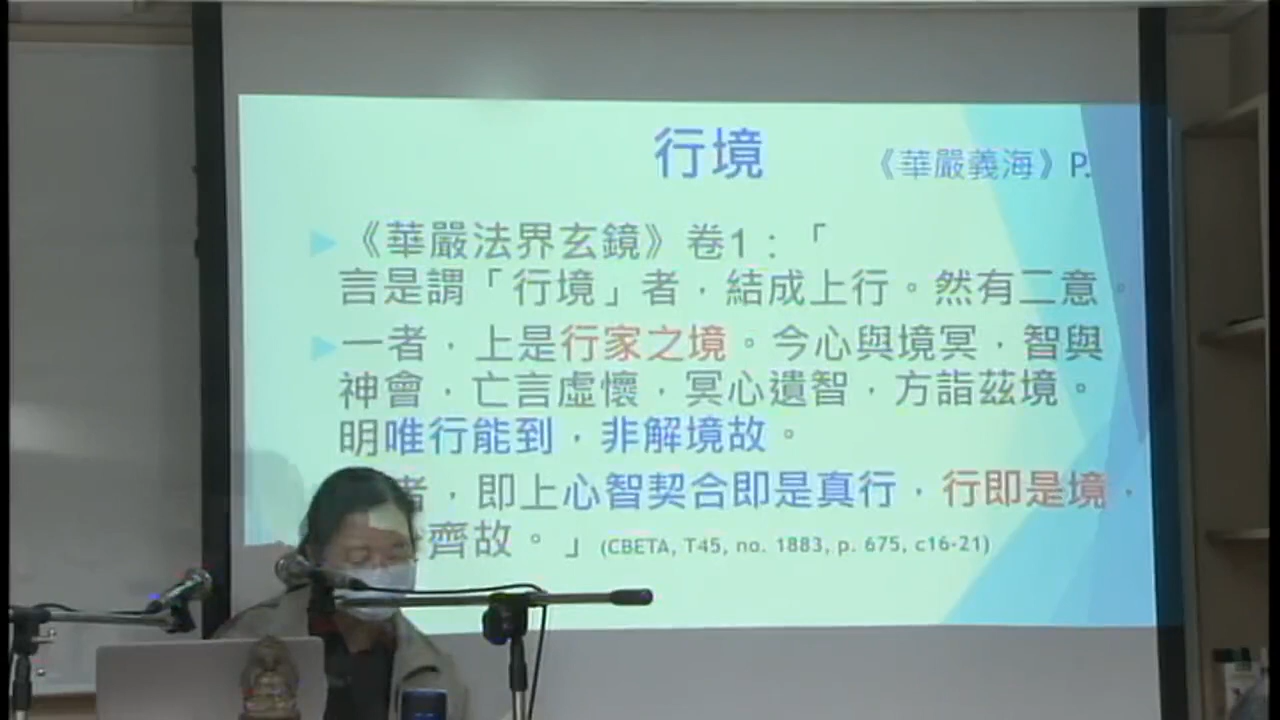 行境
《華嚴義海》P.
《華嚴法界玄鏡》卷1：「
言是謂「行境」者，結成上行。然有二意。
一者，上是行家之境。今心與境冥，智與
神會，亡言虛懷，冥心遺智，方詣茲境。
明唯行能到，非解境故。
者，即上心智契合即是真行，行即是境，
齊故。」(CBETA, T45, no. 1883, p. 675, c16-21)